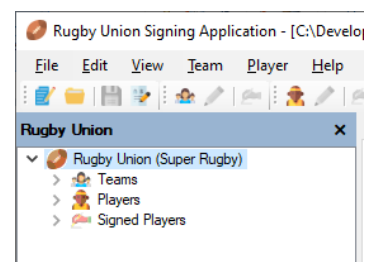 Rugby Union Signing Application - [C:\Develop
File Edit View Team Player Help
Rugby Union
Rugby Union (Super Rugby)
Teams
Players
Signed Players